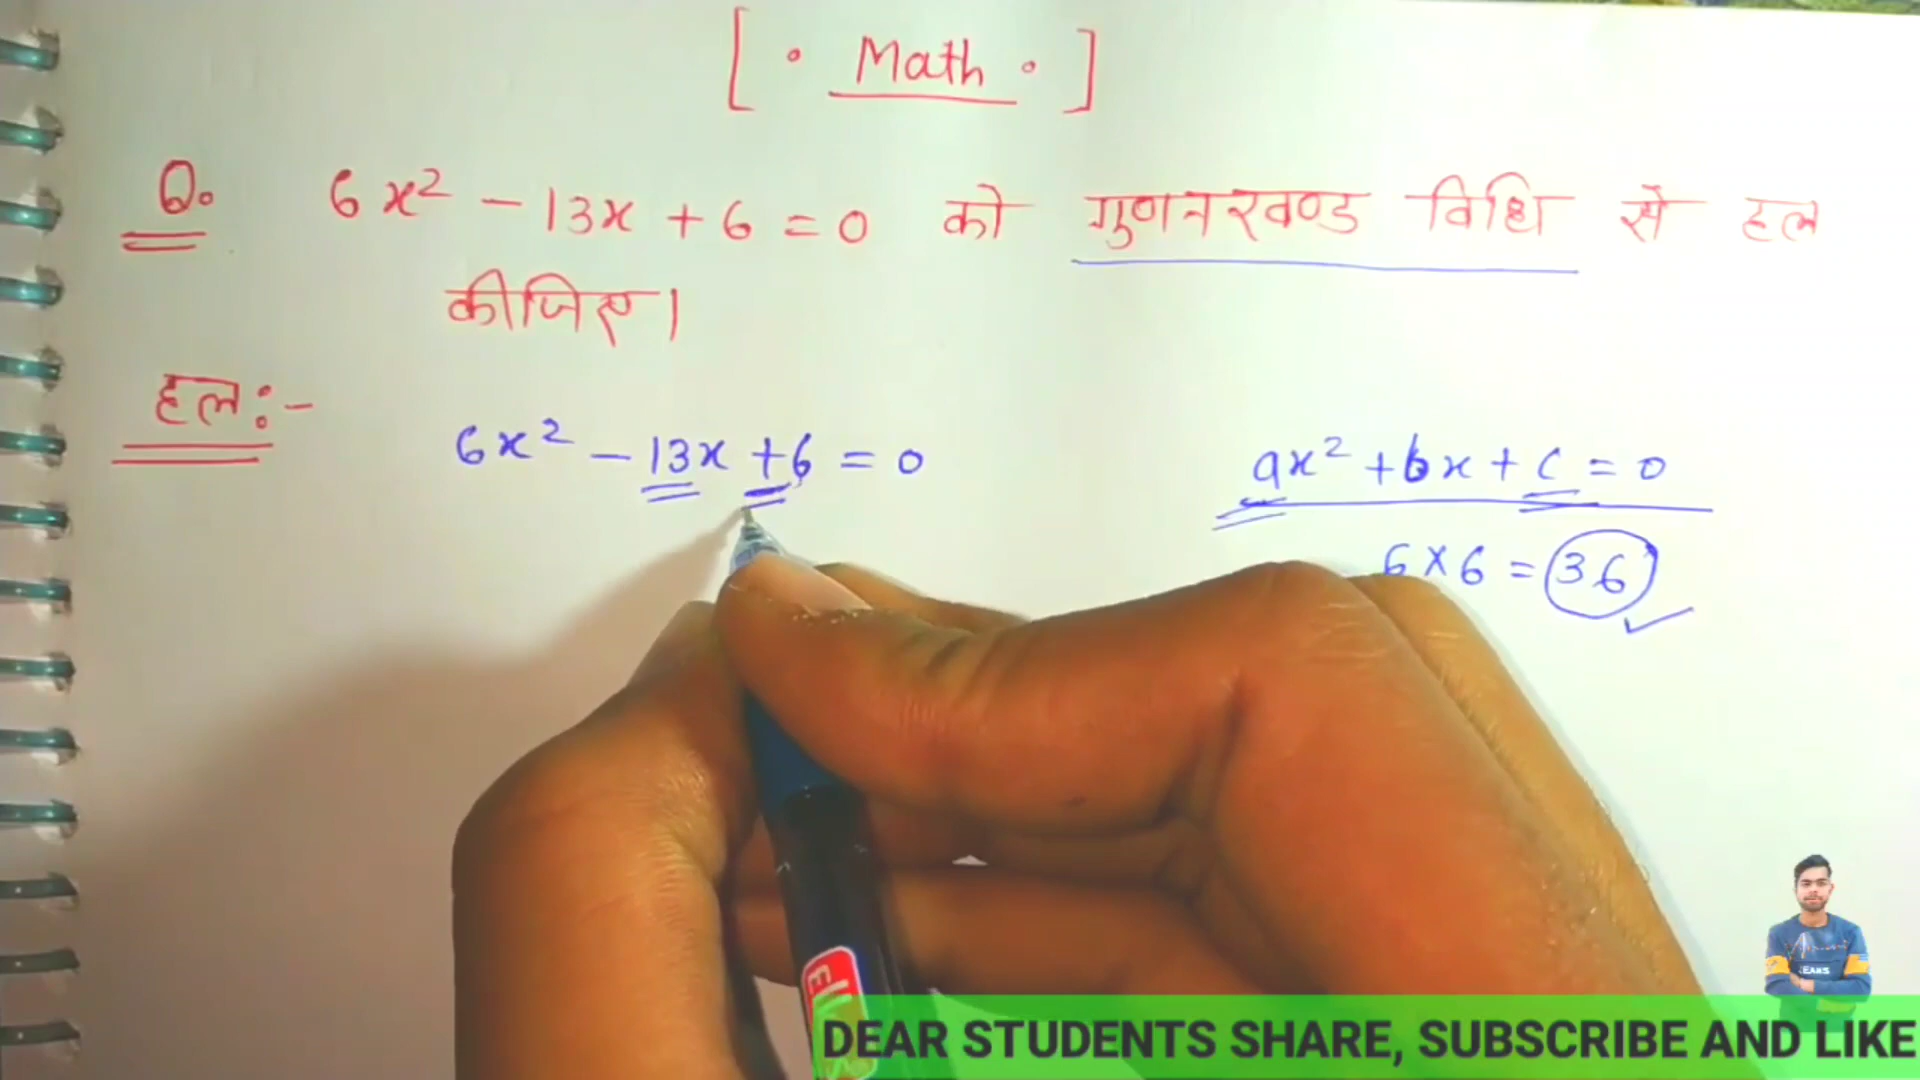 [ • Math • ]
Q. 6x² - 13x + 6 = 0 को गुणनखण्ड विधि से हल
कीजिए।
हल:-
6x² - 13x + 6 = 0
ax² + bx + c = 0
6 × 6 = 36 ✓
EAKS
DEAR STUDENTS SHARE, SUBSCRIBE AND LIKE